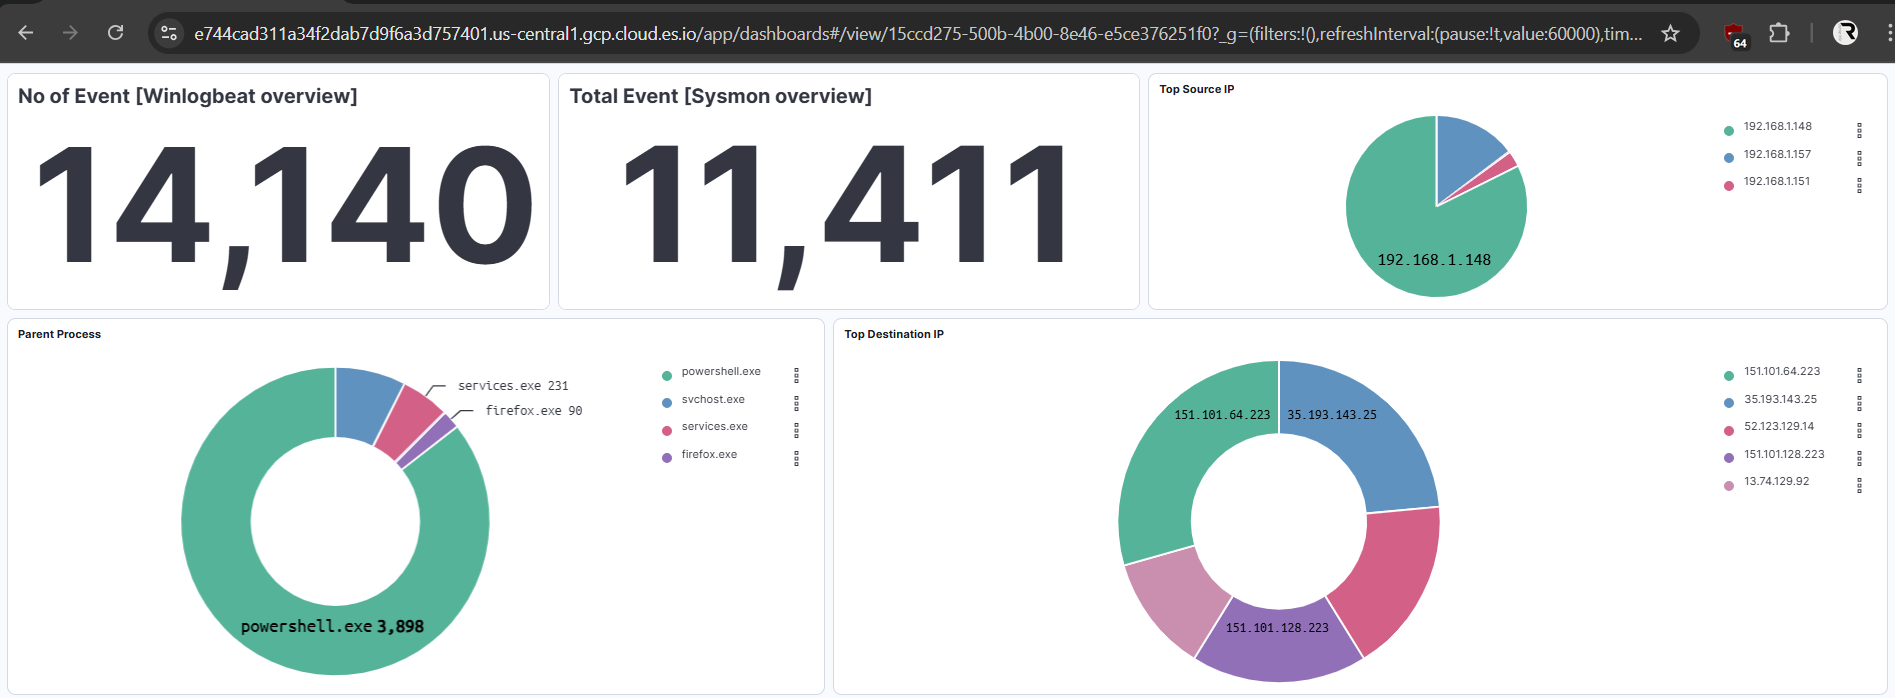 e744cad311a34f2dab7d9f6a3d757401.us-central1.gcp.cloud.es.io/app/dashboards#/view/15ccd275-500b-4b00-8e46-e5ce376251f0?_g=(filters:!(),refreshInterval:(pause:!t,value:60000),tim...
64
R
No of Event [Winlogbeat overview]
14,140
Total Event [Sysmon overview]
11,411
Top Source IP
192.168.1.148
192.168.1.148
192.168.1.157
192.168.1.151
Parent Process
services.exe 231
firefox.exe 90
powershell.exe 3,898
powershell.exe
svchost.exe
services.exe
firefox.exe
Top Destination IP
151.101.64.223
35.193.143.25
151.101.128.223
151.101.64.223
35.193.143.25
52.123.129.14
151.101.128.223
13.74.129.92